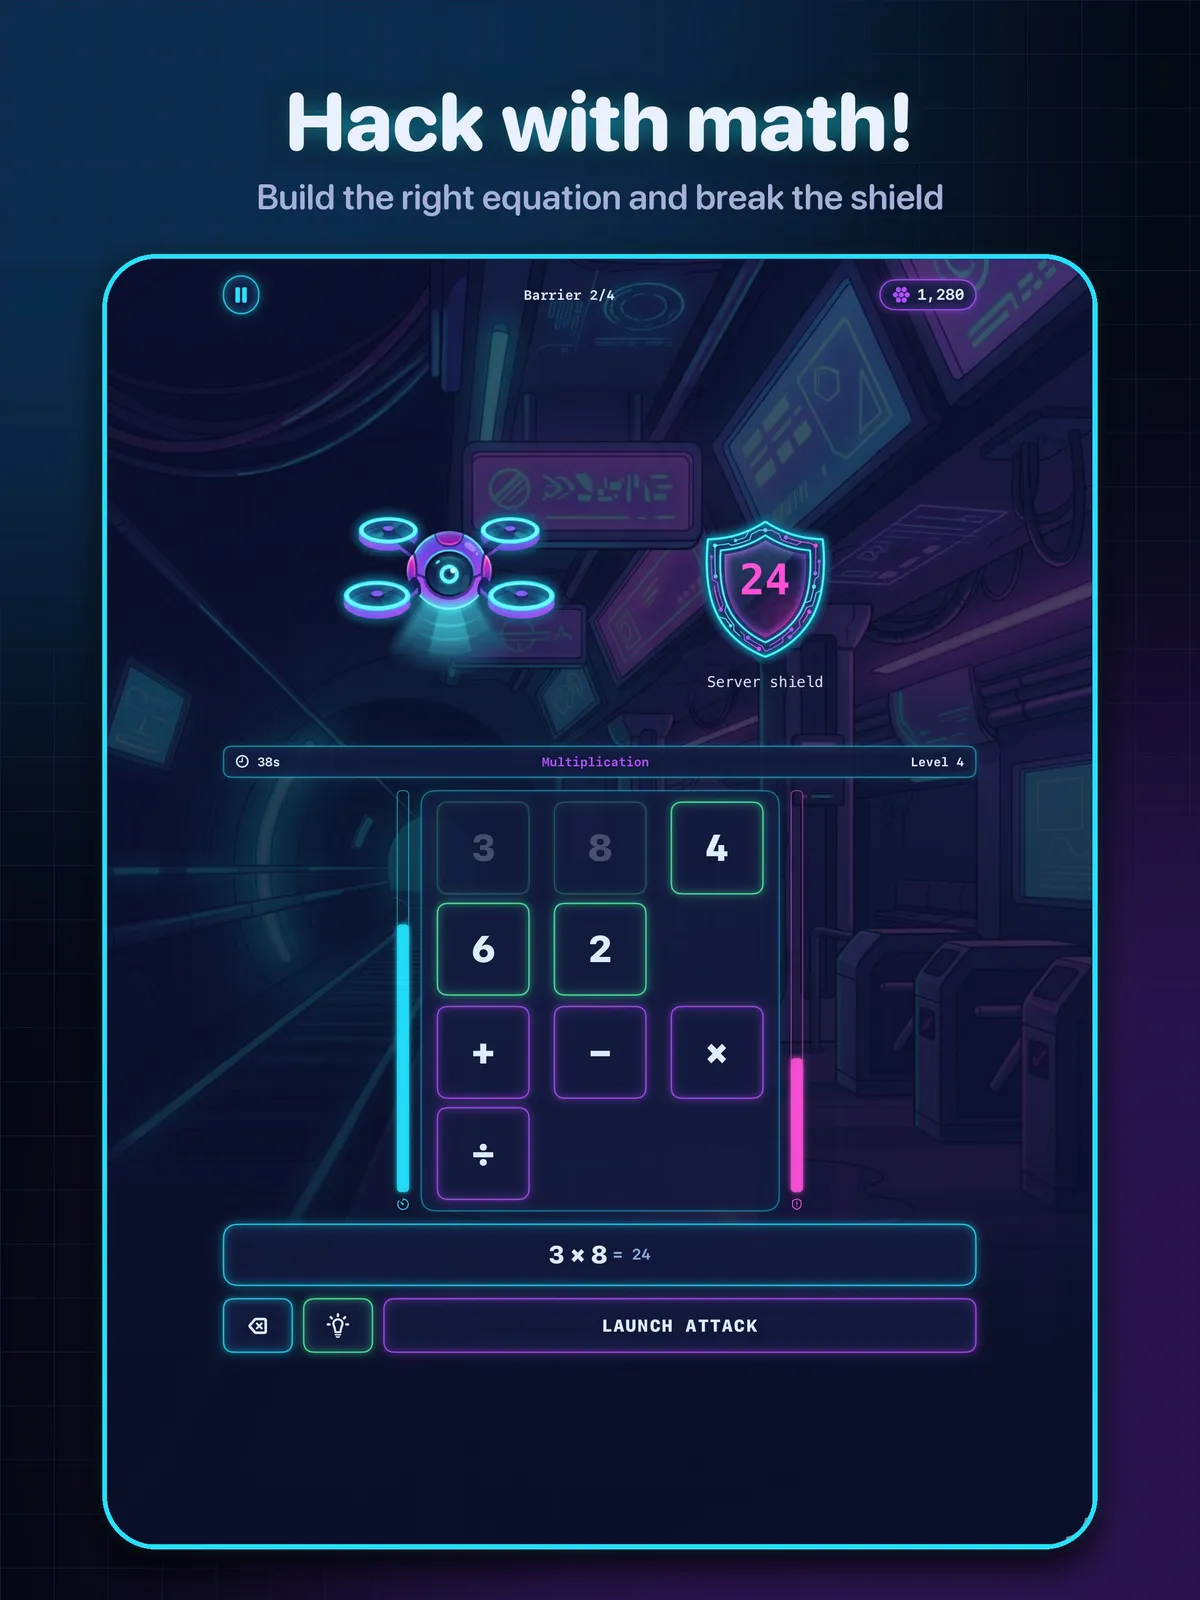 Hack with math!
Build the right equation and break the shield
Barrier 2/4
1,280
24
Server shield
38s
Multiplication
Level 4
3 8 4
6 2
+ − ×
÷
3 × 8 = 24
LAUNCH ATTACK